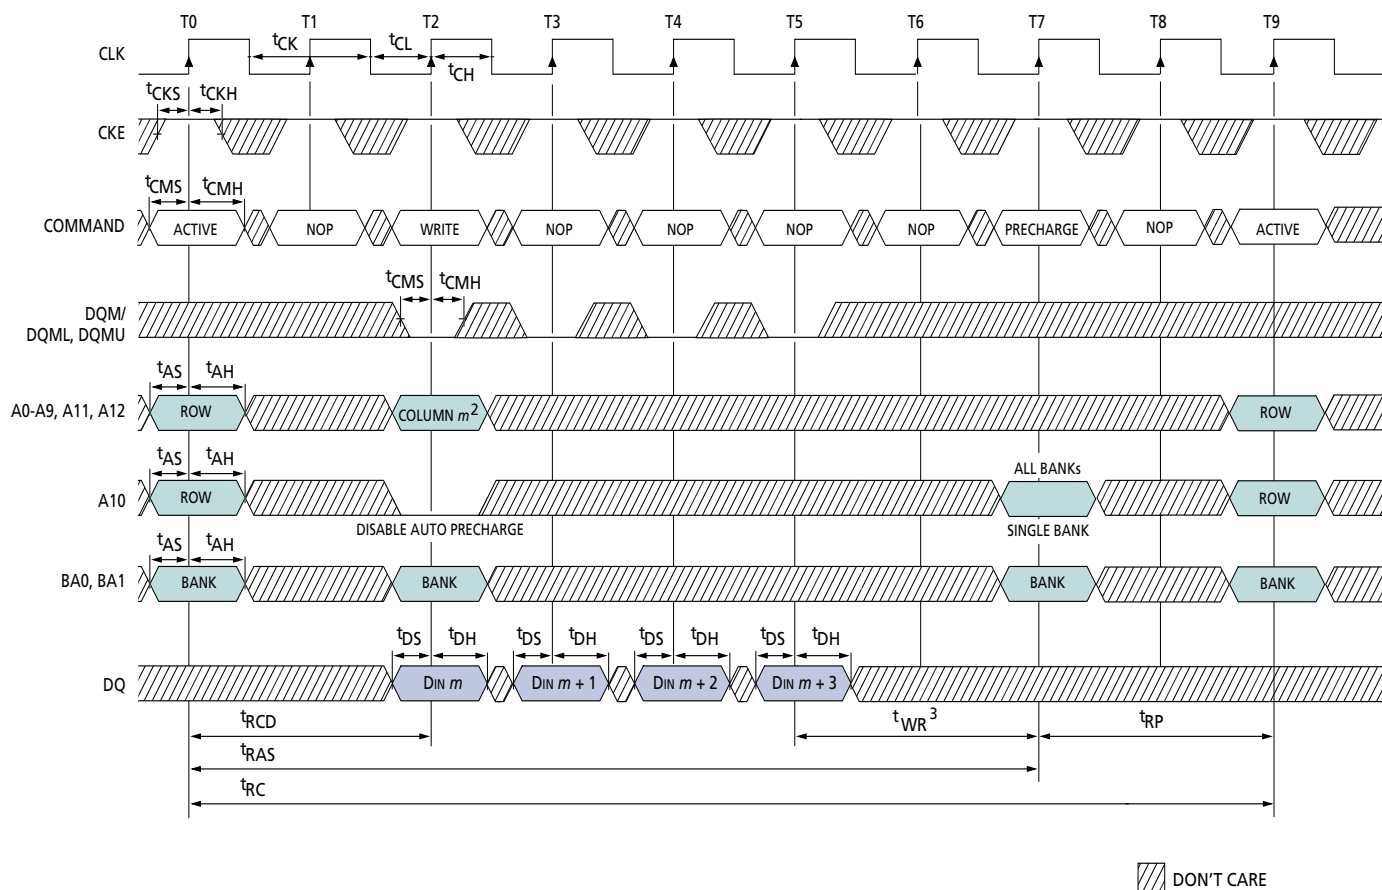 T0 T1 T2 T3 T4 T5 T6 T7 T8 T9
CLK tCK tCL tCH
tCKS tCKH
CKE
tCMS tCMH
COMMAND ACTIVE NOP WRITE NOP NOP NOP NOP PRECHARGE NOP ACTIVE
tCMS tCMH
DQM/
DQML, DQMU
tAS tAH
A0-A9, A11, A12 ROW COLUMN m2 ROW
tAS tAH
ALL BANKs
A10 ROW ROW
DISABLE AUTO PRECHARGE SINGLE BANK
tAS tAH
BA0, BA1 BANK BANK BANK BANK
tDS tDH tDS tDH tDS tDH tDS tDH
DQ DIN m DIN m + 1 DIN m + 2 DIN m + 3
tRCD tWR3 tRP
tRAS
tRC
DON'T CARE